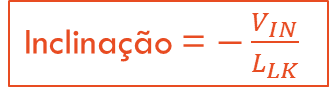 Inclinação = − V_IN / L_LK